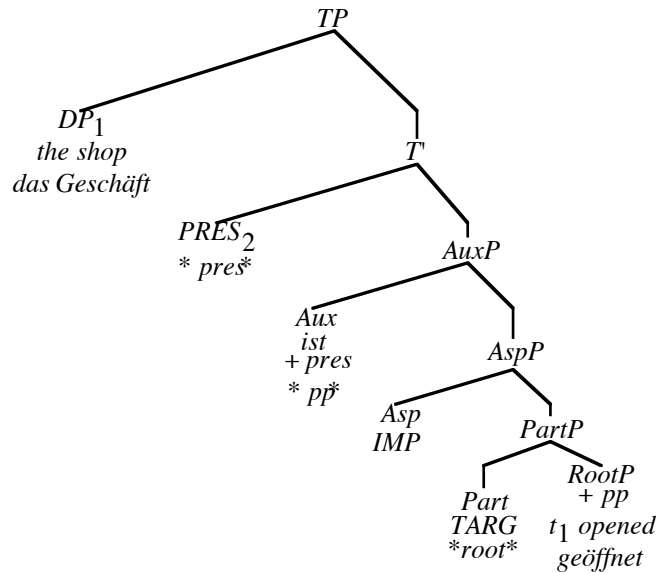 TP
DP1
the shop
das Geschäft
T'
PRES2
* pres*
AuxP
Aux
ist
+ pres
* pp*
AspP
Asp
IMP
PartP
Part
TARG
*root*
RootP
+ pp
t1 opened
geöffnet